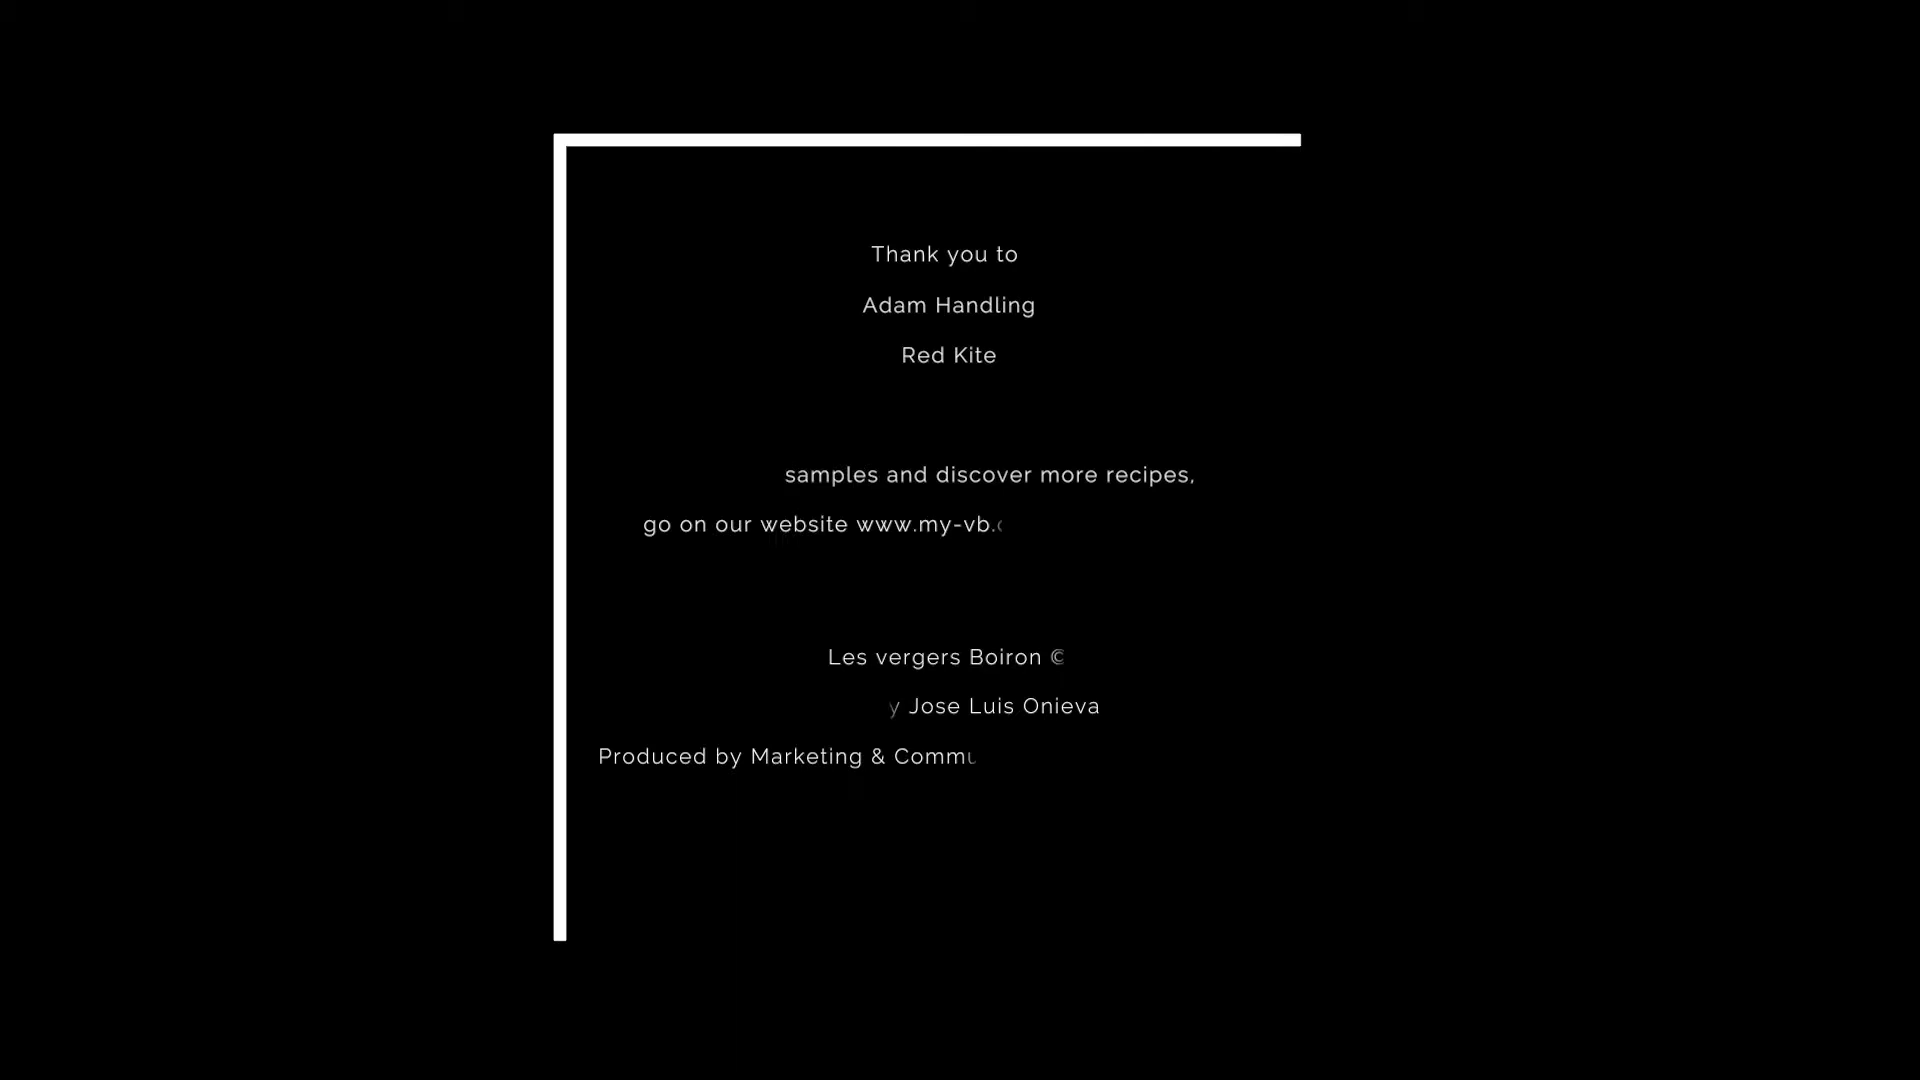 Thank you to
Adam Handling
Red Kite
samples and discover more recipes,
go on our website www.my-vb.
Les vergers Boiron ©
y Jose Luis Onieva
Produced by Marketing & Commu